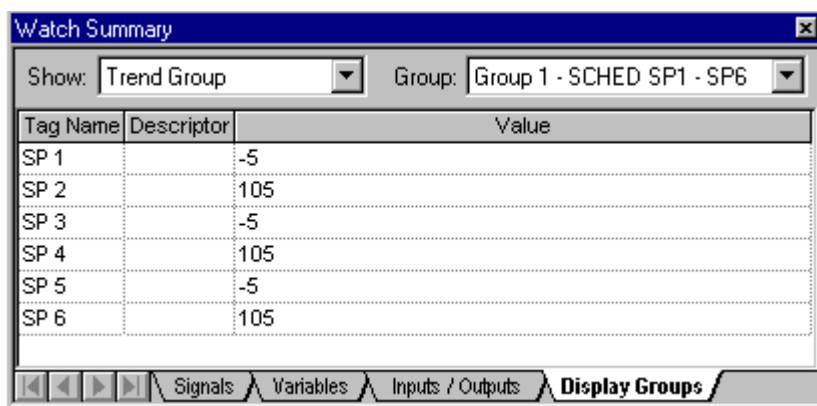 Watch Summary
Show: Trend Group Group: Group 1 - SCHED SP1 - SP6
Tag Name Descriptor Value
SP 1 -5
SP 2 105
SP 3 -5
SP 4 105
SP 5 -5
SP 6 105
Signals Variables Inputs / Outputs Display Groups